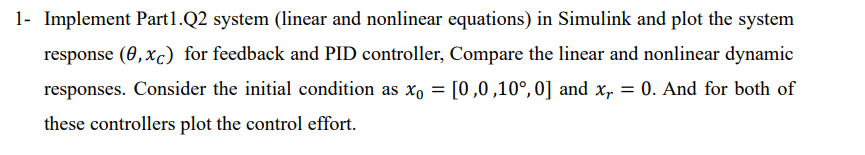 1- Implement Part1.Q2 system (linear and nonlinear equations) in Simulink and plot the system
response (θ, x_C) for feedback and PID controller, Compare the linear and nonlinear dynamic
responses. Consider the initial condition as x₀ = [0 ,0 ,10°, 0] and x_r = 0. And for both of
these controllers plot the control effort.